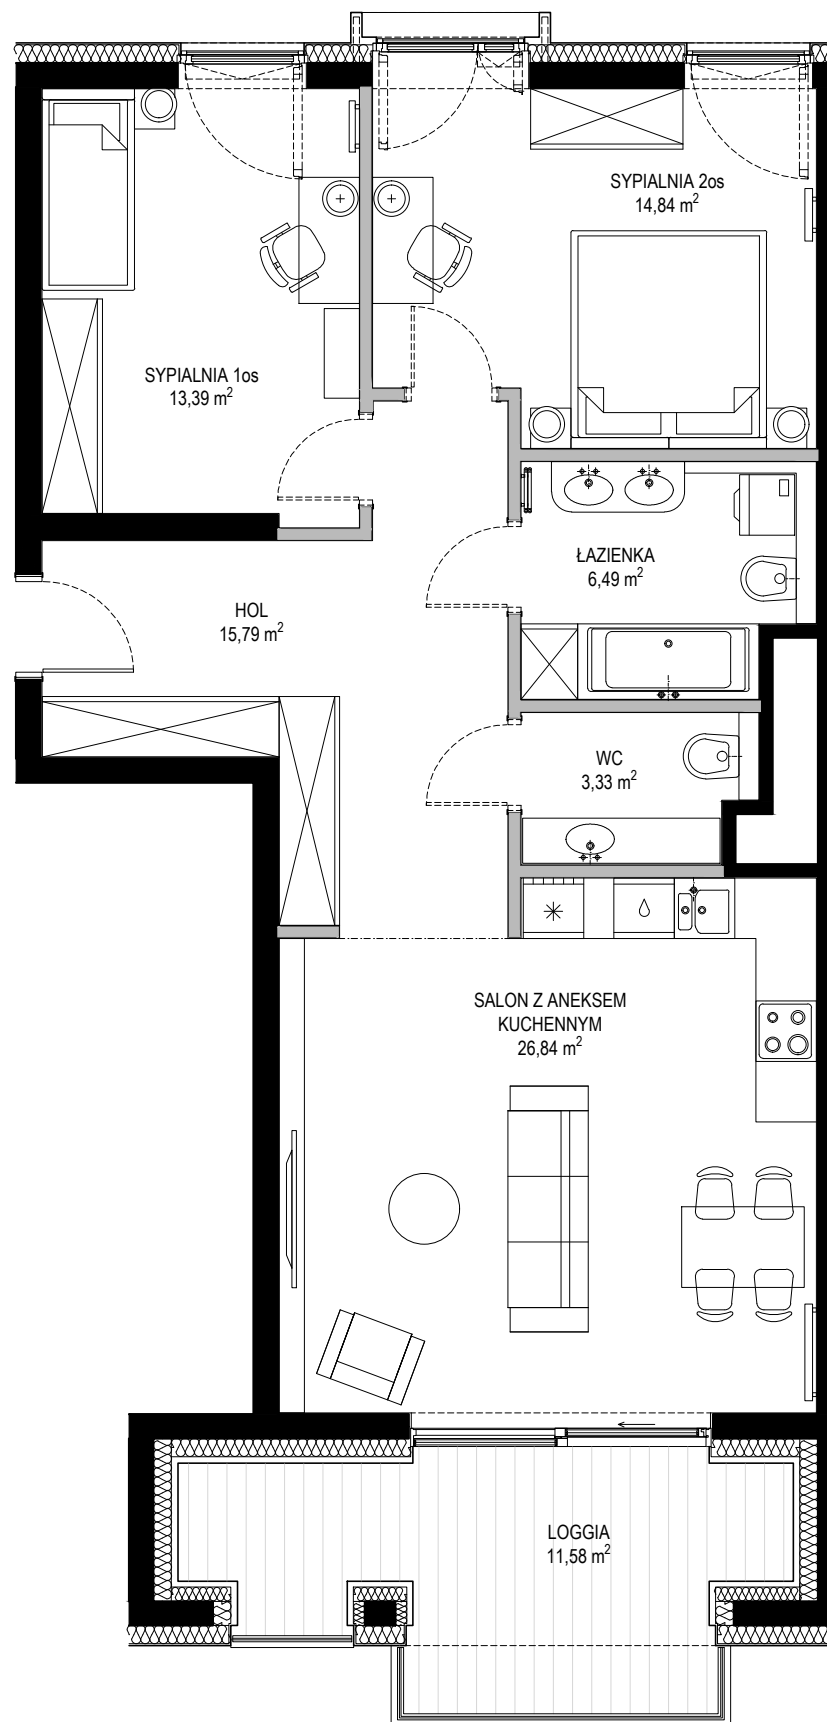 SYPIALNIA 2os
14,84 m²
SYPIALNIA 1os
13,39 m²
ŁAZIENKA
6,49 m²
HOL
15,79 m²
WC
3,33 m²
SALON Z ANEKSEM
KUCHENNYM
26,84 m²
LOGGIA
11,58 m²